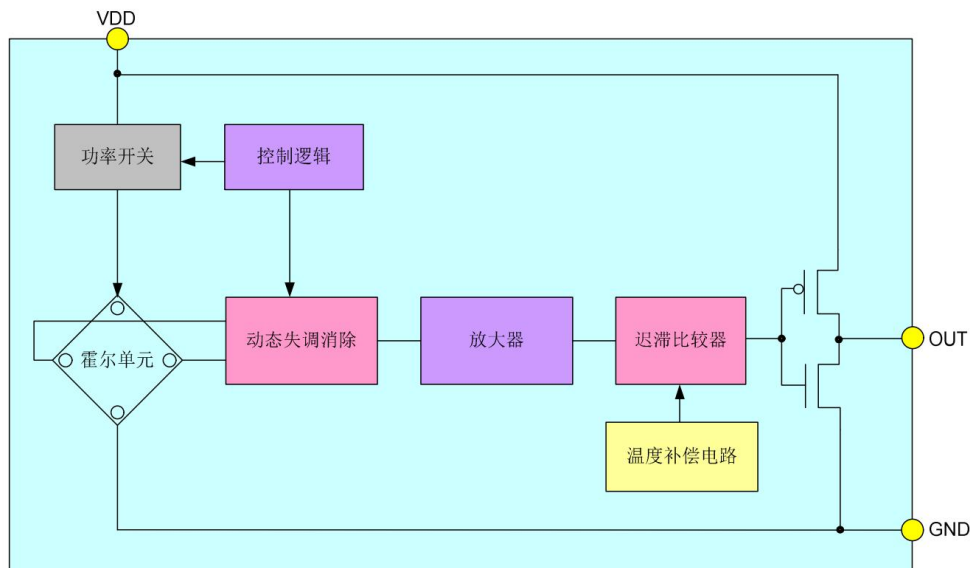 VDD
功率开关
控制逻辑
霍尔单元
动态失调消除
放大器
迟滞比较器
OUT
温度补偿电路
GND